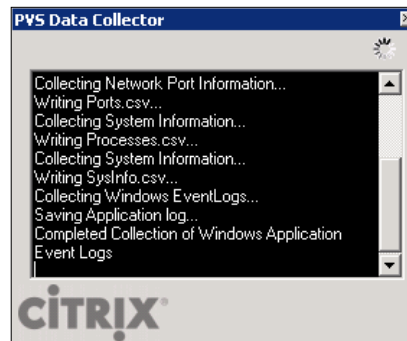 PVS Data Collector
Collecting Network Port Information...
Writing Ports.csv...
Collecting System Information...
Writing Processes.csv...
Collecting System Information...
Writing SysInfo.csv...
Collecting Windows EventLogs...
Saving Application log...
Completed Collection of Windows Application
Event Logs
CITRIX®